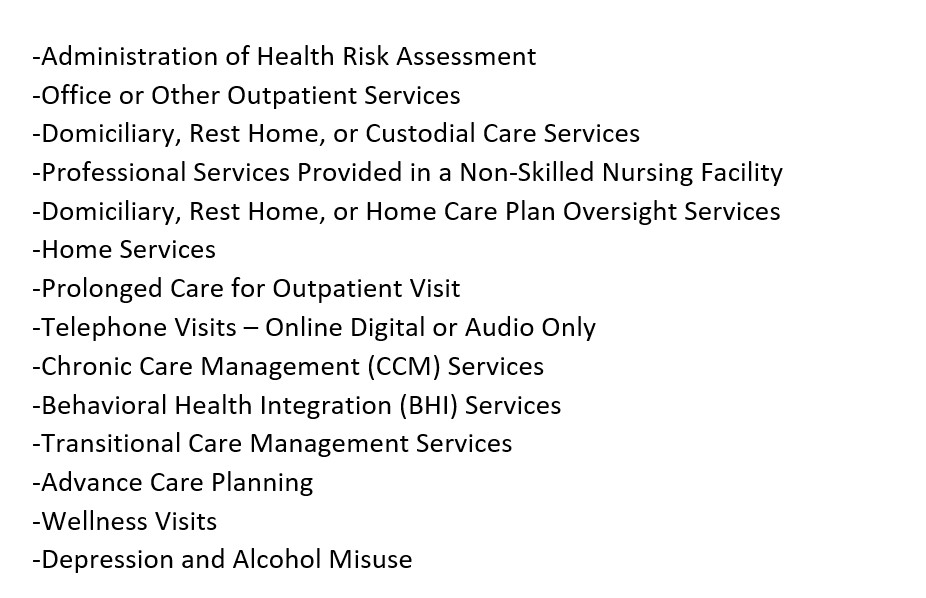 -Administration of Health Risk Assessment
-Office or Other Outpatient Services
-Domiciliary, Rest Home, or Custodial Care Services
-Professional Services Provided in a Non-Skilled Nursing Facility
-Domiciliary, Rest Home, or Home Care Plan Oversight Services
-Home Services
-Prolonged Care for Outpatient Visit
-Telephone Visits – Online Digital or Audio Only
-Chronic Care Management (CCM) Services
-Behavioral Health Integration (BHI) Services
-Transitional Care Management Services
-Advance Care Planning
-Wellness Visits
-Depression and Alcohol Misuse